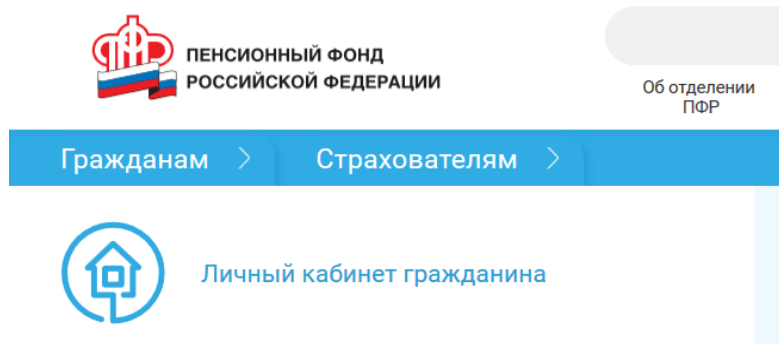 ПЕНСИОННЫЙ ФОНД
РОССИЙСКОЙ ФЕДЕРАЦИИ
Об отделении
ПФР
Гражданам
Страхователям
Личный кабинет гражданина